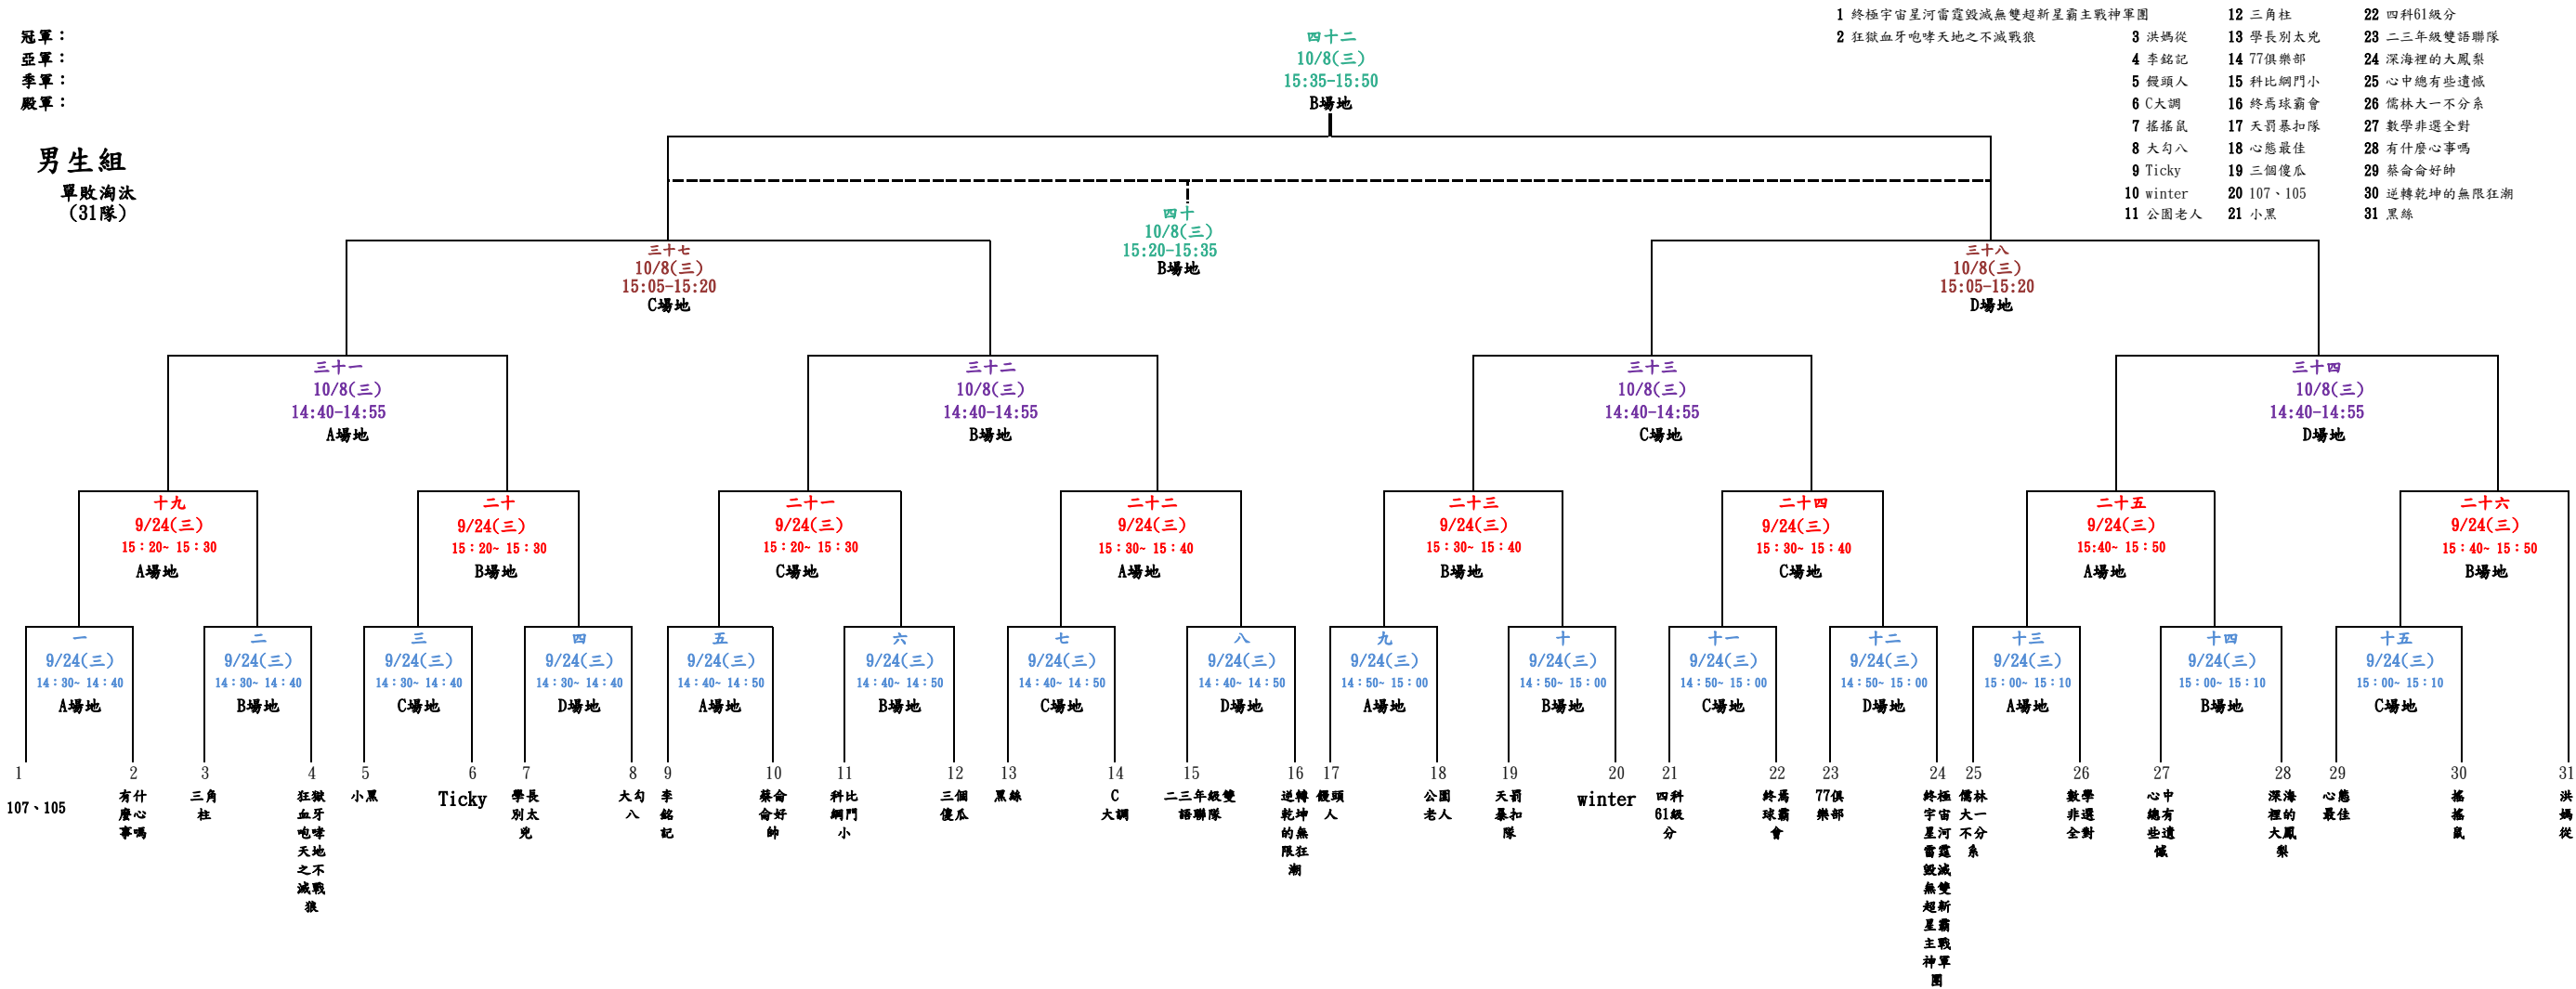 冠軍：
亞軍：
季軍：
殿軍：
男生組
單敗淘汰
(31隊)
1 終極宇宙星河雷霆毀滅無雙超新星霸主戰神軍團
2 狂獄血牙咆哮天地之不滅戰狼
3 洪媽從
4 李銘記
5 饅頭人
6 C大調
7 搖搖鼠
8 大勾八
9 Ticky
10 winter
11 公園老人
12 三角柱
13 學長別太兇
14 77俱樂部
15 科比綱門小
16 終焉球霸會
17 天罰暴扣隊
18 心態最佳
19 三個傻瓜
20 107、105
21 小黑
22 四科61級分
23 二三年級雙語聯隊
24 深海裡的大鳳梨
25 心中總有些遺憾
26 儒林大一不分系
27 數學非選全對
28 有什麼心事嗎
29 蔡侖侖好帥
30 逆轉乾坤的無限狂潮
31 黑絲
四十二
10/8(三)
15:35-15:50
B場地
四十
10/8(三)
15:20-15:35
B場地
三十七
10/8(三)
15:05-15:20
C場地
三十八
10/8(三)
15:05-15:20
D場地
三十一
10/8(三)
14:40-14:55
A場地
三十二
10/8(三)
14:40-14:55
B場地
三十三
10/8(三)
14:40-14:55
C場地
三十四
10/8(三)
14:40-14:55
D場地
十九
9/24(三)
15：20~ 15：30
A場地
二十
9/24(三)
15：20~ 15：30
B場地
二十一
9/24(三)
15：20~ 15：30
C場地
二十二
9/24(三)
15：30~ 15：40
A場地
二十三
9/24(三)
15：30~ 15：40
B場地
二十四
9/24(三)
15：30~ 15：40
C場地
二十五
9/24(三)
15:40~ 15：50
A場地
二十六
9/24(三)
15：40~ 15：50
B場地
一
9/24(三)
14：30~ 14：40
A場地
二
9/24(三)
14：30~ 14：40
B場地
三
9/24(三)
14：30~ 14：40
C場地
四
9/24(三)
14：30~ 14：40
D場地
五
9/24(三)
14：40~ 14：50
A場地
六
9/24(三)
14：40~ 14：50
B場地
七
9/24(三)
14：40~ 14：50
C場地
八
9/24(三)
14：40~ 14：50
D場地
九
9/24(三)
14：50~ 15：00
A場地
十
9/24(三)
14：50~ 15：00
B場地
十一
9/24(三)
14：50~ 15：00
C場地
十二
9/24(三)
14：50~ 15：00
D場地
十三
9/24(三)
15：00~ 15：10
A場地
十四
9/24(三)
15：00~ 15：10
B場地
十五
9/24(三)
15：00~ 15：10
C場地
1
107、105
2
有什
麼心
事嗎
3
三角
柱
4
狂獄
血牙
咆哮
天地
之不
滅戰
狼
5
小黑
6
Ticky
7
學長
別太
兇
8
大勾
八
9
李
銘
記
10
蔡侖
侖好
帥
11
科比
綱門
小
12
三個
傻瓜
13
黑絲
14
C
大調
15
二三年級雙
語聯隊
16
逆轉
乾坤
的無
限狂
潮
17
饅頭
人
18
公園
老人
19
天罰
暴扣
隊
20
winter
21
四科
61級
分
22
終焉
球霸
會
23
77俱
樂部
24
終極
宇宙
星河
雷霆
毀滅
無雙
超新
星霸
主戰
神軍
團
25
儒林
大一
不分
系
26
數學
非選
全對
27
心中
總有
些遺
憾
28
深海
裡的
大鳳
梨
29
心態
最佳
30
搖
搖
鼠
31
洪
媽
從